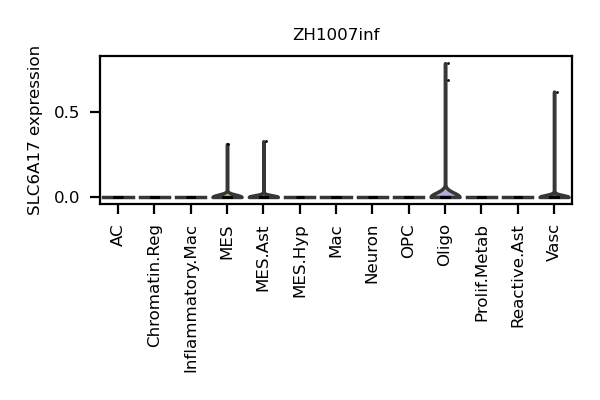 ZH1007inf
SLC6A17 expression
0.5
0.0
AC
Chromatin.Reg
Inflammatory.Mac
MES
MES.Ast
MES.Hyp
Mac
Neuron
OPC
Oligo
Prolif.Metab
Reactive.Ast
Vasc